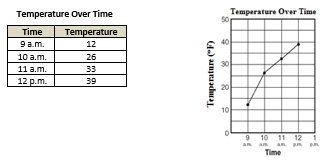 Temperature Over Time
Time Temperature
9 a.m. 12
10 a.m. 26
11 a.m. 33
12 p.m. 39
Temperature Over Time
Temperature (°F)
50
40
30
20
10
0
9 10 11 12 1
a.m. a.m. a.m. p.m. p.m.
Time